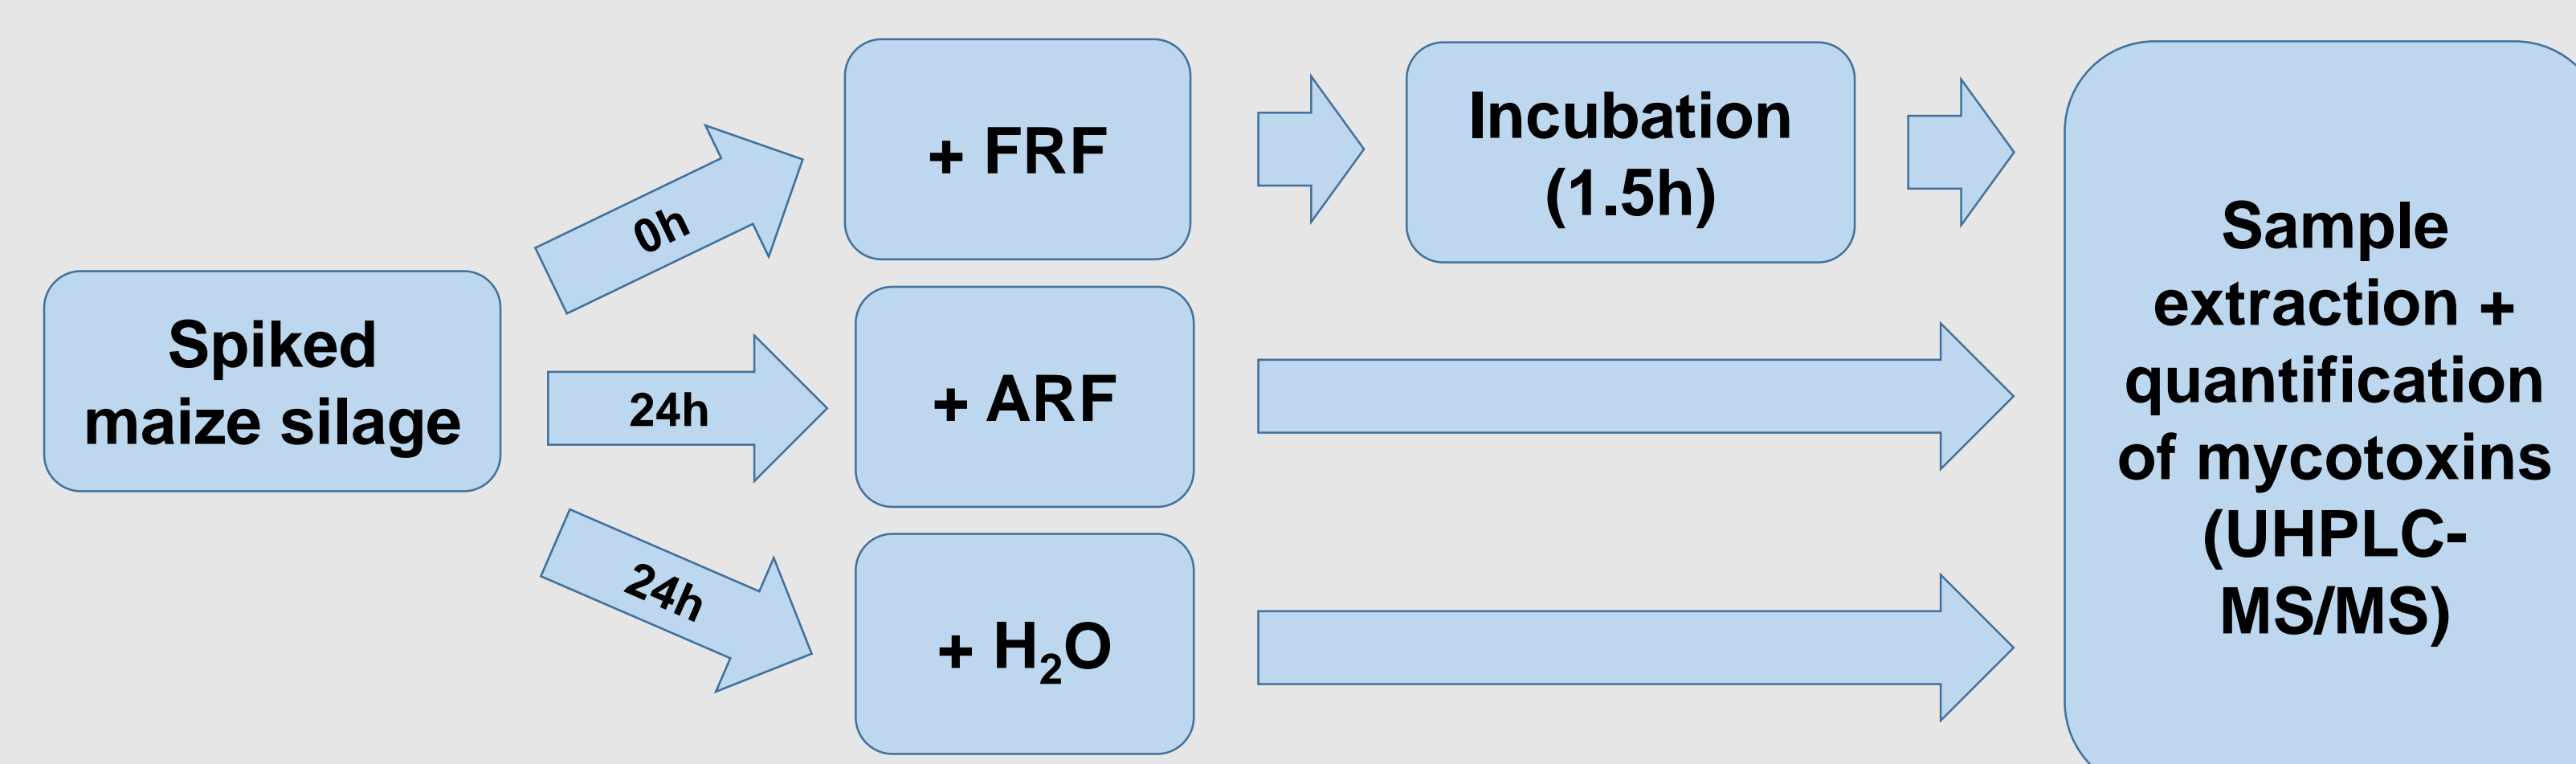 Spiked
maize silage
0h
24h
24h
+ FRF
+ ARF
+ H₂O
Incubation
(1.5h)
Sample
extraction +
quantification
of mycotoxins
(UHPLC-
MS/MS)